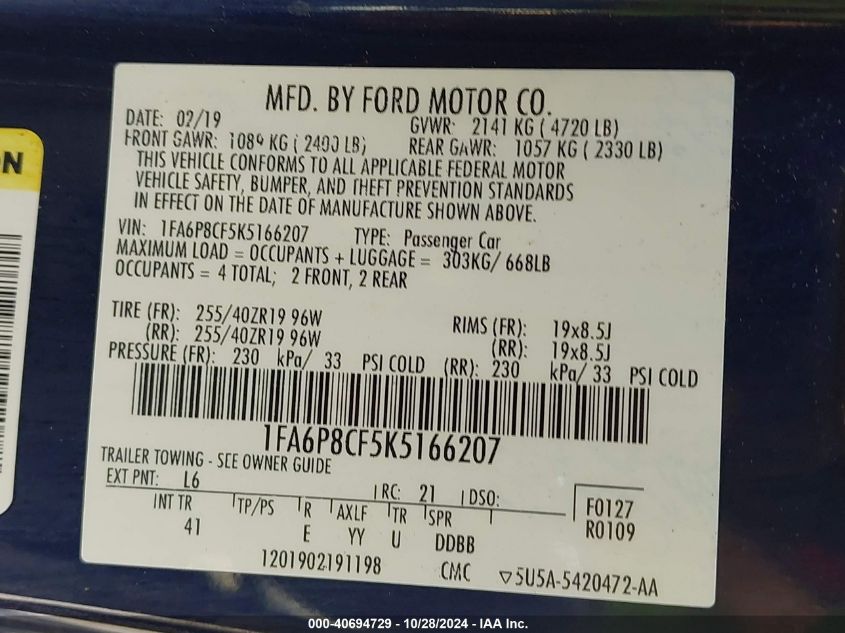 ON
MFD. BY FORD MOTOR CO.
DATE: 02/19 GVWR: 2141 KG ( 4720 LB)
FRONT GAWR: 1089 KG ( 2400 LB) REAR GAWR: 1057 KG ( 2330 LB)
THIS VEHICLE CONFORMS TO ALL APPLICABLE FEDERAL MOTOR
VEHICLE SAFETY, BUMPER, AND THEFT PREVENTION STANDARDS
IN EFFECT ON THE DATE OF MANUFACTURE SHOWN ABOVE.
VIN: 1FA6P8CF5K5166207 TYPE: Passenger Car
MAXIMUM LOAD = OCCUPANTS + LUGGAGE = 303KG/ 668LB
OCCUPANTS = 4 TOTAL; 2 FRONT, 2 REAR
TIRE (FR): 255/40ZR19 96W RIMS (FR): 19x8.5J
(RR): 255/40ZR19 96W (RR): 19x8.5J
PRESSURE (FR): 230 kPa/ 33 PSI COLD (RR): 230 kPa/ 33 PSI COLD
1FA6P8CF5K5166207
TRAILER TOWING - SEE OWNER GUIDE
EXT PNT: L6 RC: 21 DSO: F0127
INT TR TP/PS R AXLF TR SPR R0109
41 E YY U DDBB
1201902191198 CMC ▽5U5A-5420472-AA
000-40694729 - 10/28/2024 - IAA Inc.